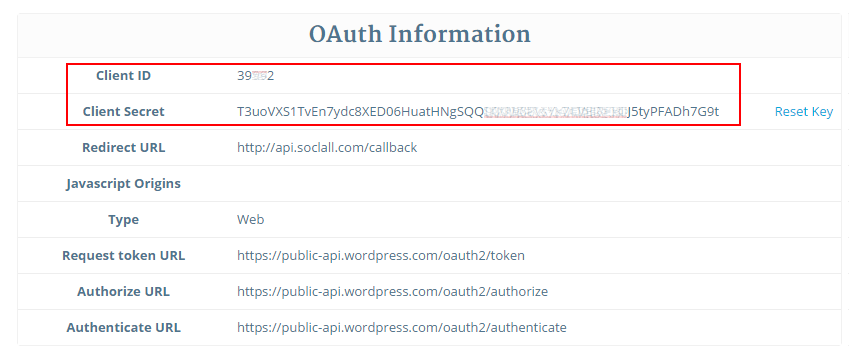 OAuth Information
Client ID 39 2
Client Secret T3uoVXS1TvEn7ydc8XED06HuatHNgSQQ J5tyPFADh7G9t Reset Key
Redirect URL http://api.soclall.com/callback
Javascript Origins
Type Web
Request token URL https://public-api.wordpress.com/oauth2/token
Authorize URL https://public-api.wordpress.com/oauth2/authorize
Authenticate URL https://public-api.wordpress.com/oauth2/authenticate